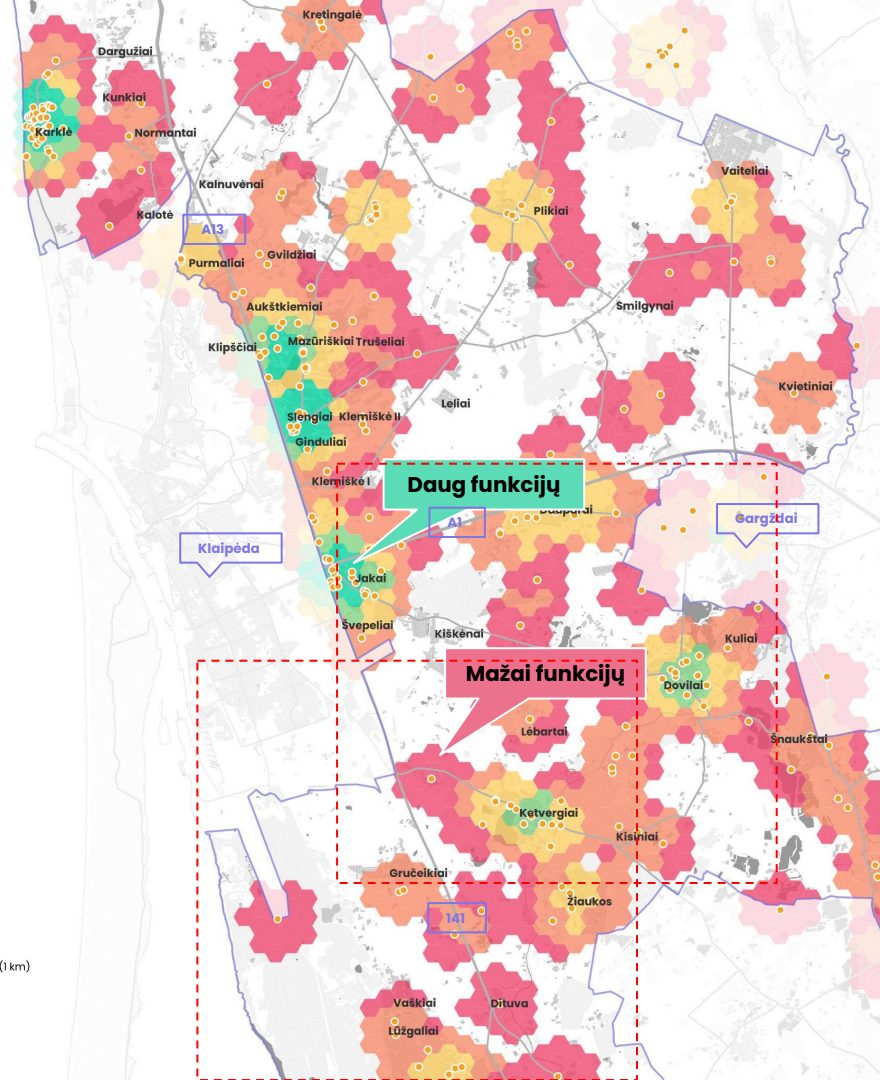 Kretingalė
Dargužiai
Kunkiai
Karklė
Normantai
Vaiteliai
Kalnuvėnai
Kalotė
Plikiai
A13
Gvildžiai
Purmaliai
Aukštkiemiai
Smilgynai
Klipščiai
Mazūriškiai
Trušeliai
Kvietiniai
Leliai
Slengiai
Klemiškė II
Ginduliai
Klemiškė I
Daug funkcijų
Dauparai
A1
Gargždai
Klaipėda
Jakai
Švepeliai
Kiškėnai
Kuliai
Mažai funkcijų
Dovilai
Lėbartai
Šnaukštai
Ketvergiai
Kisiniai
Gručeikiai
Žiaukos
141
(1 km)
Vaškiai
Dituva
Lūžgaliai